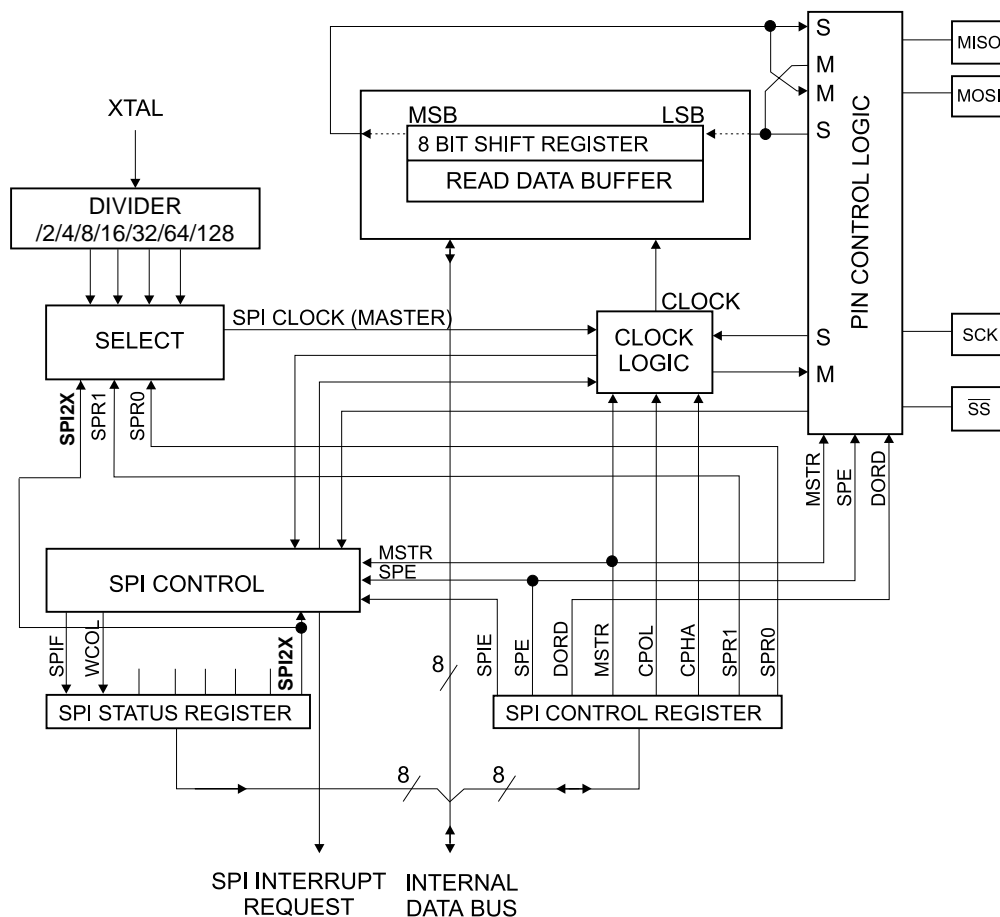 S
MISO
M
MOSI
M
S
MSB
LSB
8 BIT SHIFT REGISTER
READ DATA BUFFER
XTAL
DIVIDER
/2/4/8/16/32/64/128
PIN CONTROL LOGIC
SPI CLOCK (MASTER)
CLOCK
SELECT
CLOCK
LOGIC
S
M
SCK
SS
SPI2X
SPR1
SPR0
MSTR
SPE
DORD
SPI CONTROL
MSTR
SPE
SPIF
WCOL
SPI2X
SPIE
SPE
DORD
MSTR
CPOL
CPHA
SPR1
SPR0
8
SPI STATUS REGISTER
SPI CONTROL REGISTER
8
8
SPI INTERRUPT
REQUEST
INTERNAL
DATA BUS